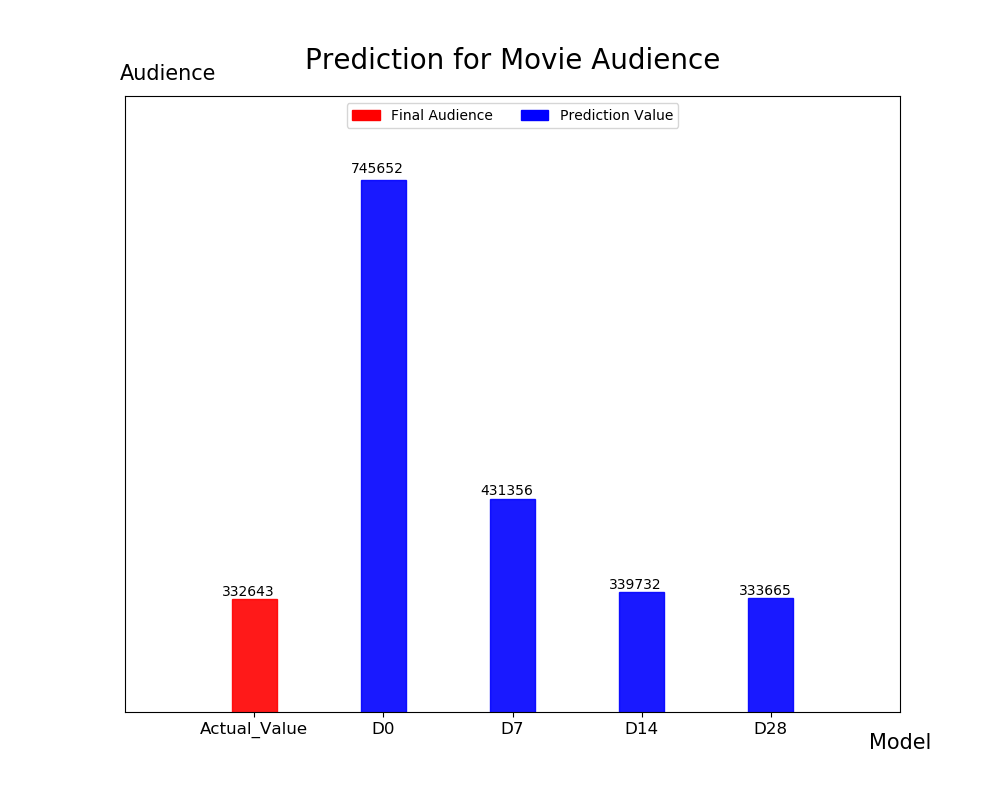 Prediction for Movie Audience
Audience
Final Audience Prediction Value
745652
431356
332643
339732
333665
Actual_Value D0 D7 D14 D28
Model